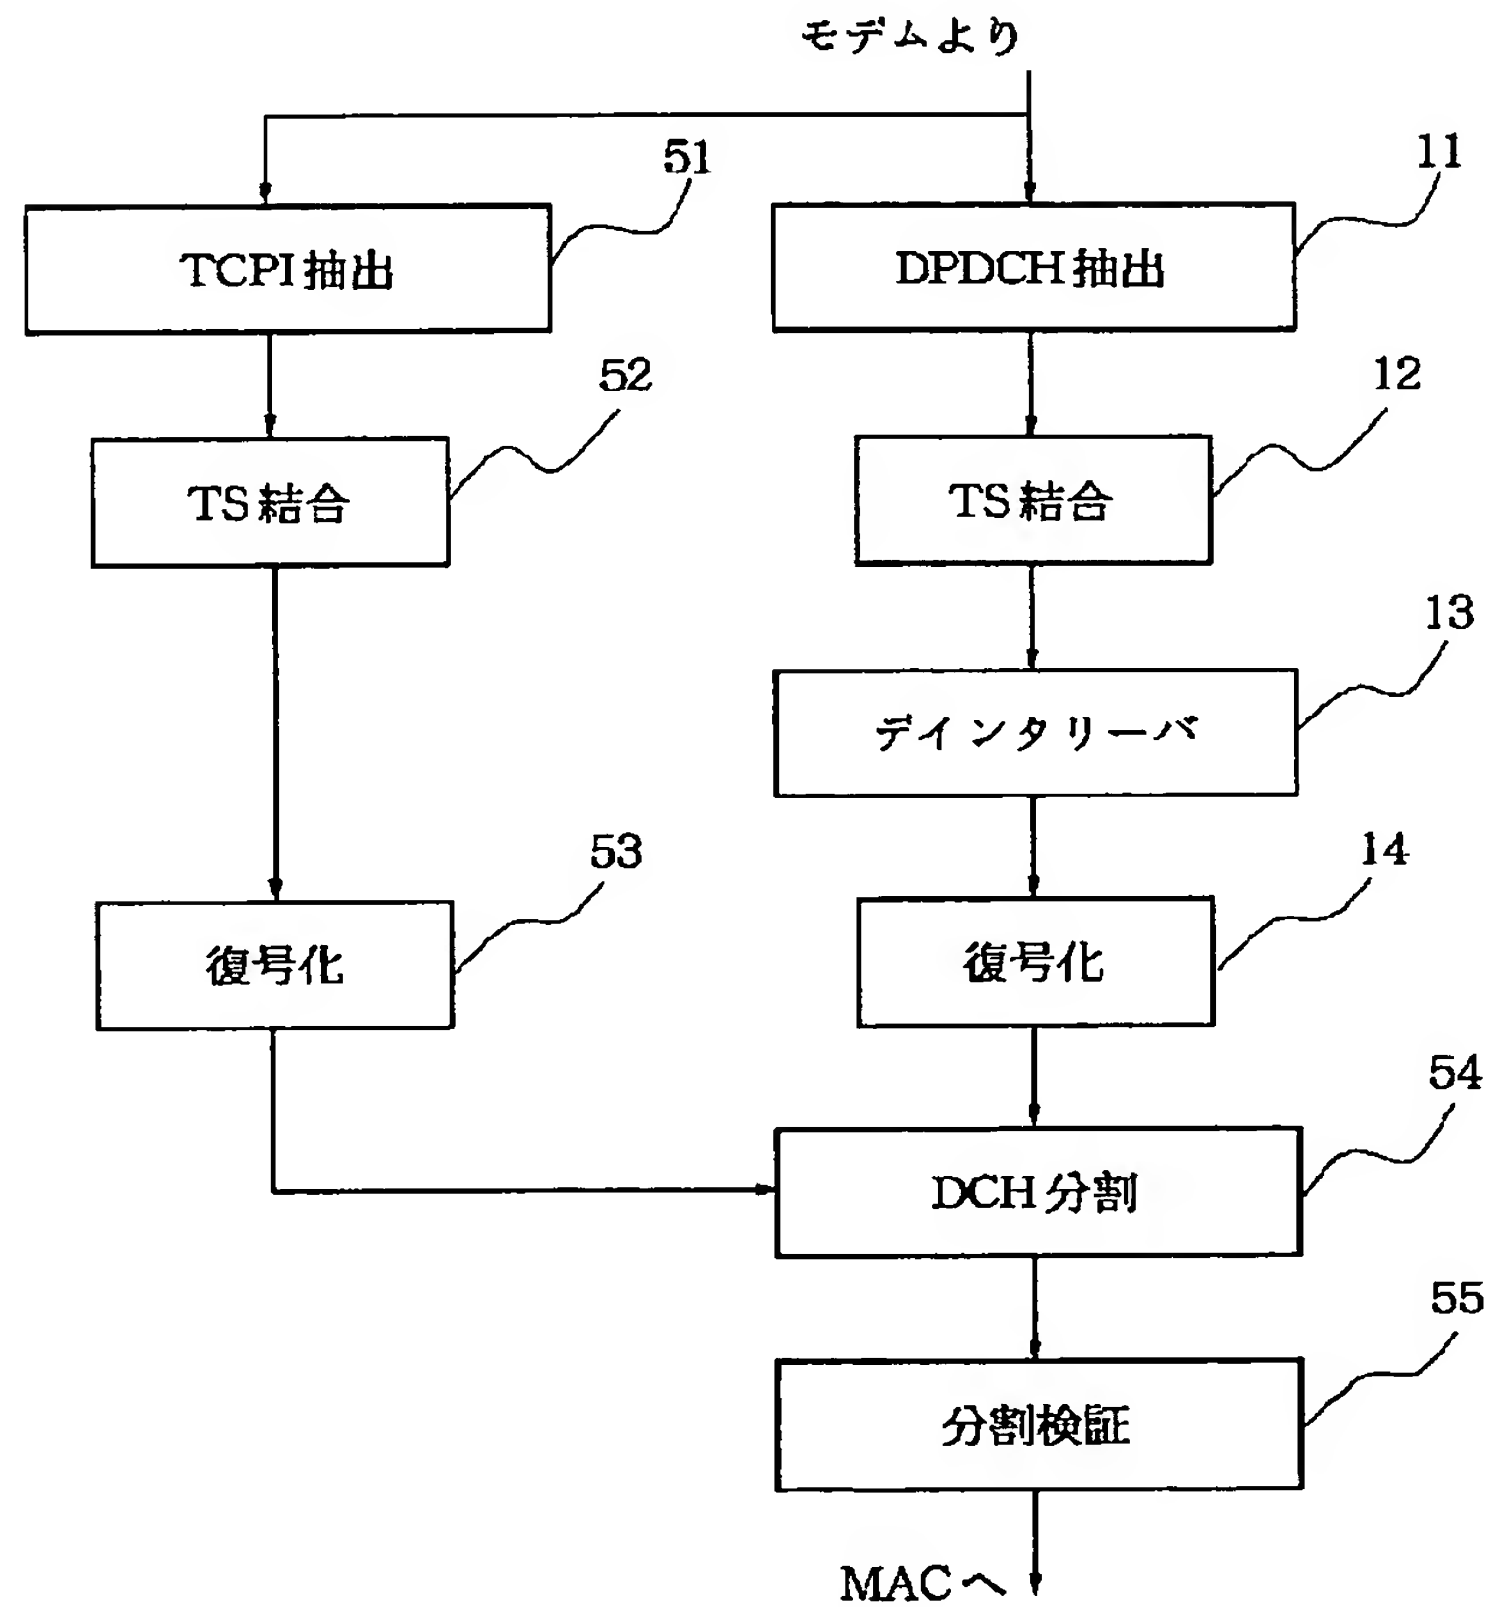 モデムより
51
11
TCPI抽出
DPDCH抽出
52
12
TS結合
TS結合
13
デインタリーバ
53
14
復号化
復号化
54
DCH分割
55
分割検証
MACへ